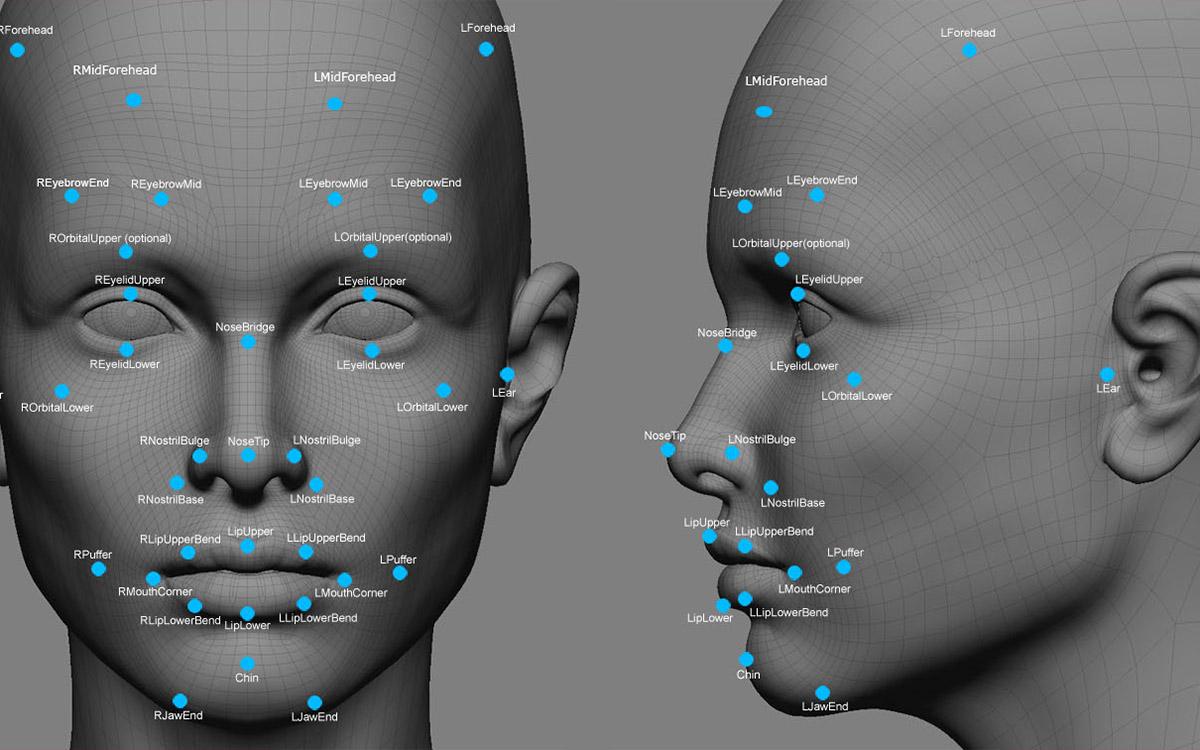 RForehead
LForehead
RMidForehead
LMidForehead
REyebrowEnd
REyebrowMid
LEyebrowMid
LEyebrowEnd
ROrbitalUpper (optional)
LOrbitalUpper(optional)
REyelidUpper
LEyelidUpper
NoseBridge
REyelidLower
LEyelidLower
r
LEar
ROrbitalLower
LOrbitalLower
RNostrilBulge
NoseTip
LNostrilBulge
RNostrilBase
LNostrilBase
RLipUpperBend
LipUpper
LLipUpperBend
RPuffer
LPuffer
RMouthCorner
LMouthCorner
RLipLowerBend
LipLower
LLipLowerBend
Chin
RJawEnd
LJawEnd
LForehead
LMidForehead
LEyebrowMid
LEyebrowEnd
LOrbitalUpper(optional)
LEyelidUpper
NoseBridge
LEyelidLower
LOrbitalLower
LEar
NoseTip
LNostrilBulge
LNostrilBase
LipUpper
LLipUpperBend
LPuffer
LMouthCorner
LipLower
LLipLowerBend
Chin
LJawEnd